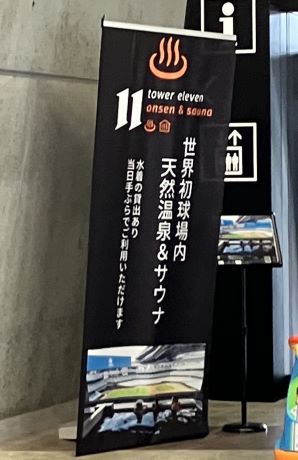 11
tower eleven
onsen & sauna
世界初球場内
天然温泉&サウナ
水着の貸出あり
当日手ぶらでご利用いただけます